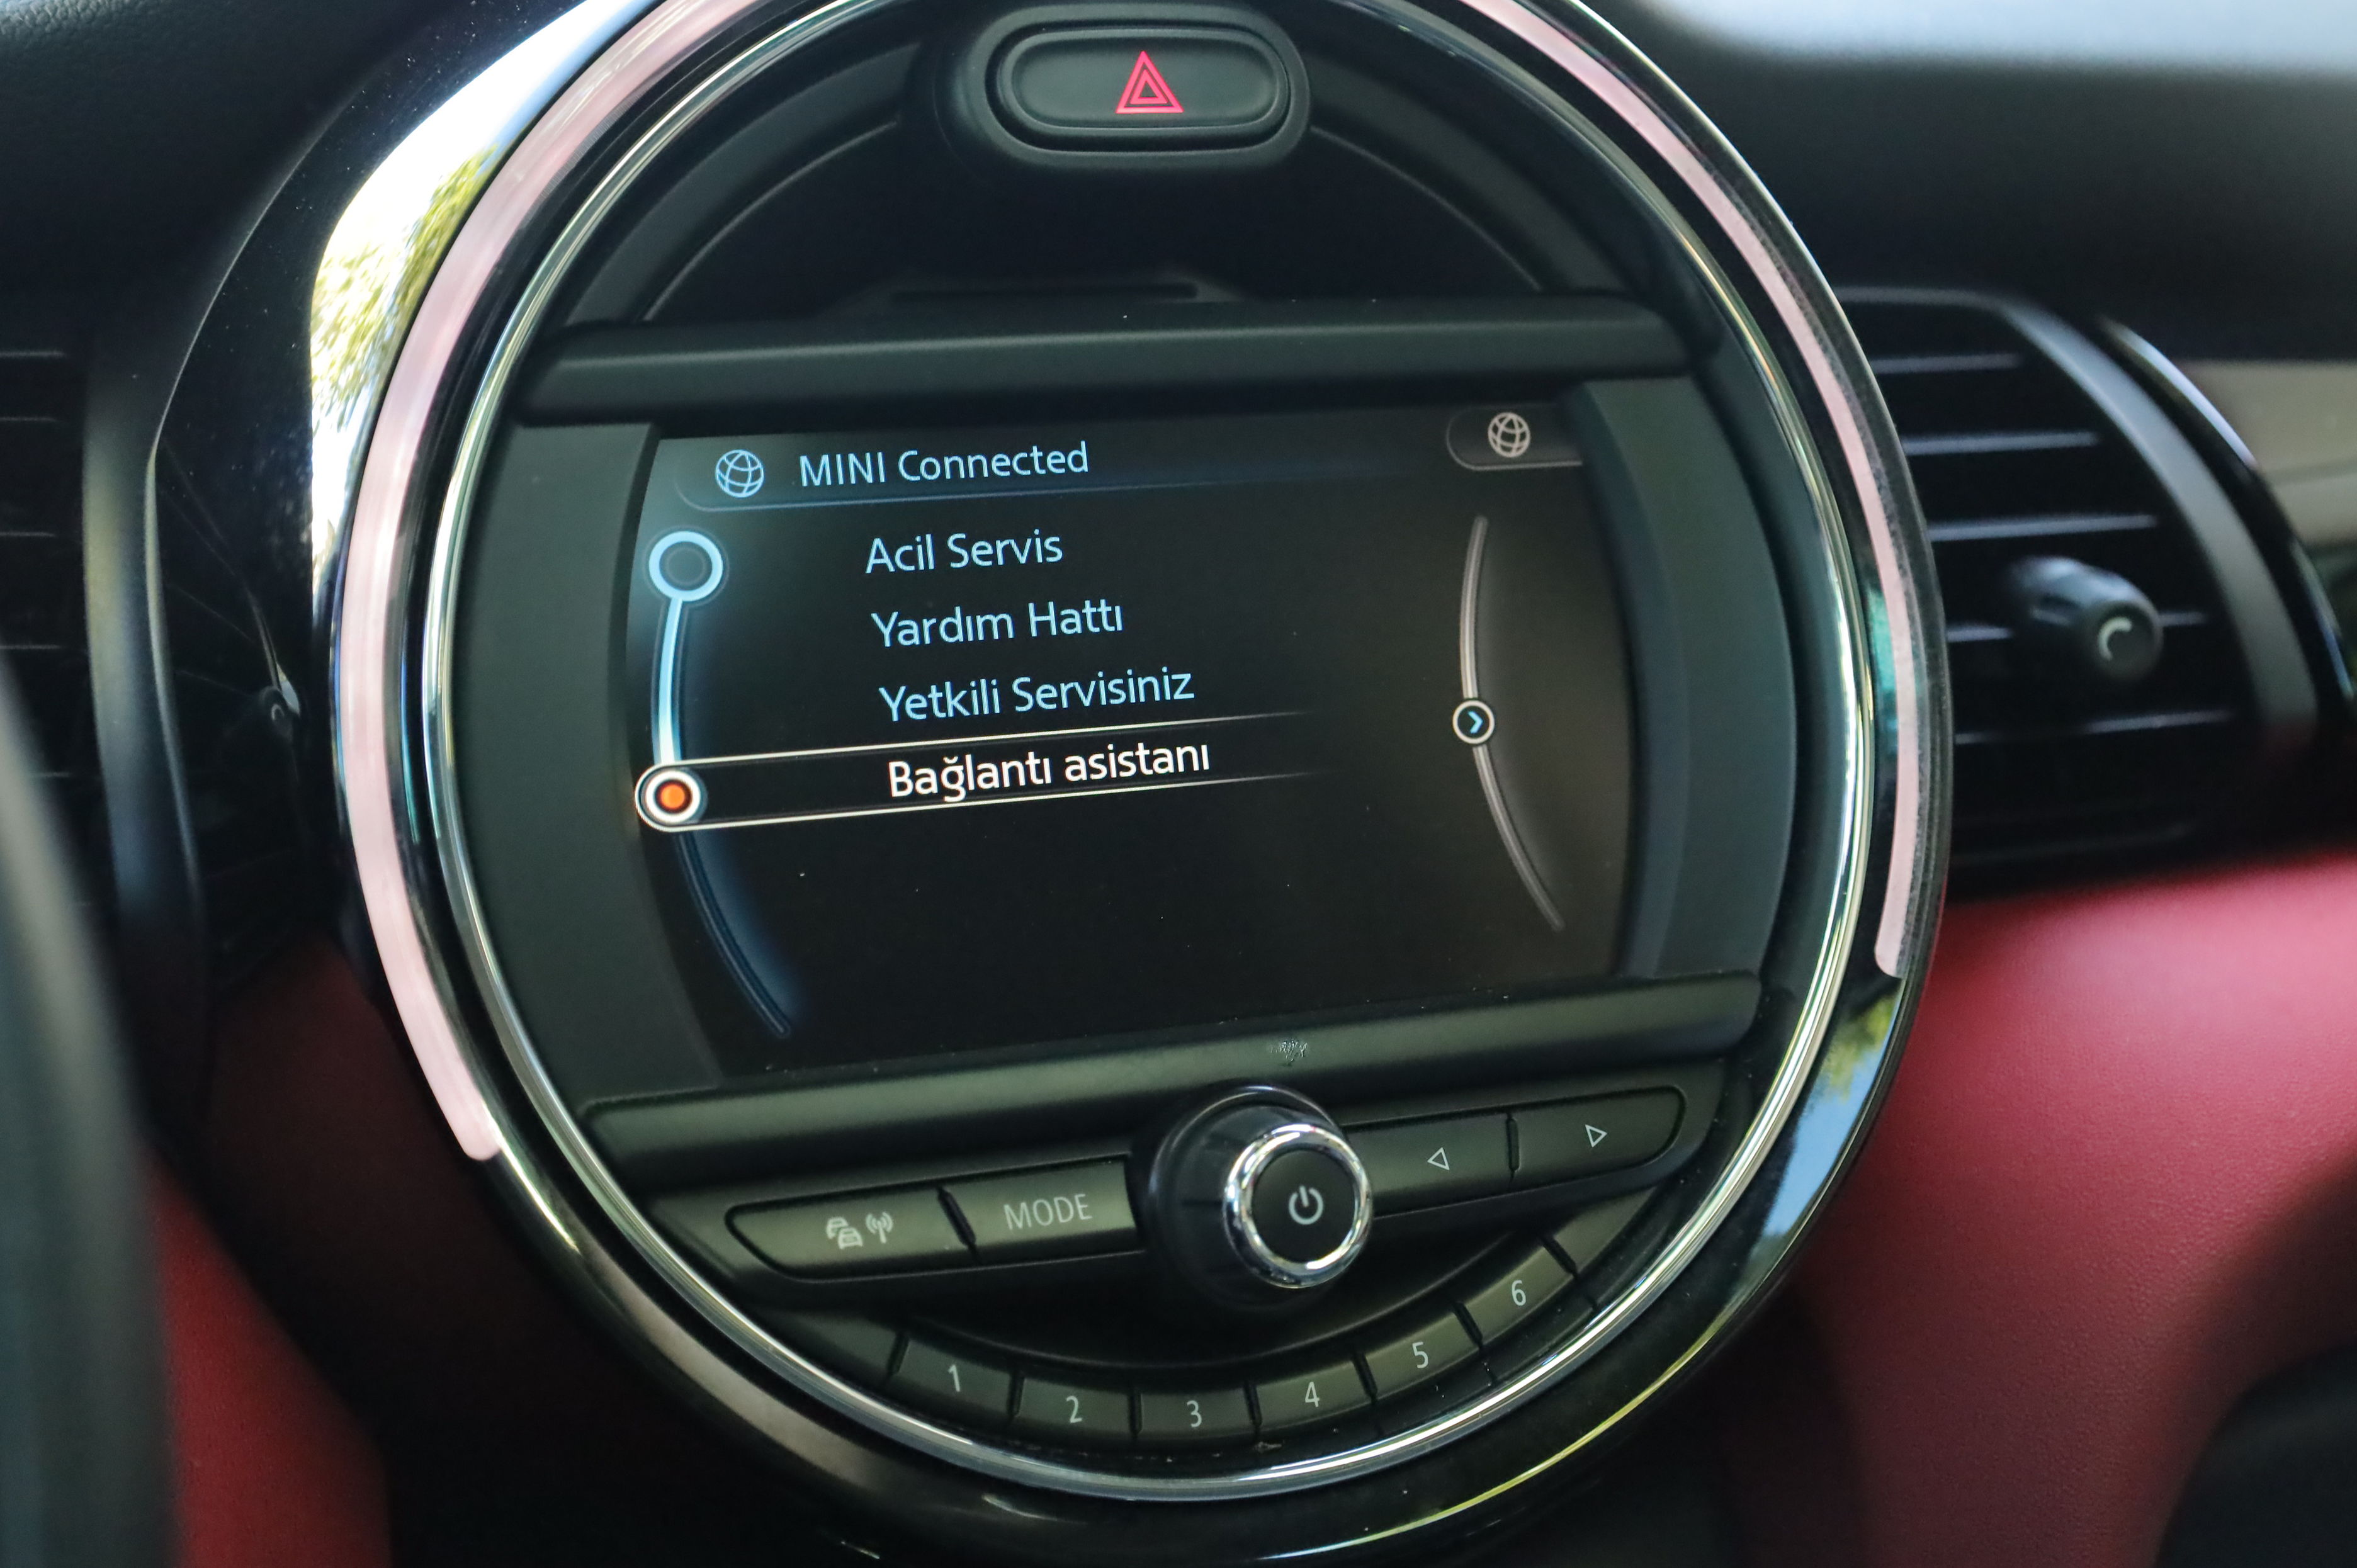 MINI Connected
Acil Servis
Yardım Hattı
Yetkili Servisiniz
Bağlantı asistanı
MODE
1
2
3
4
5
6